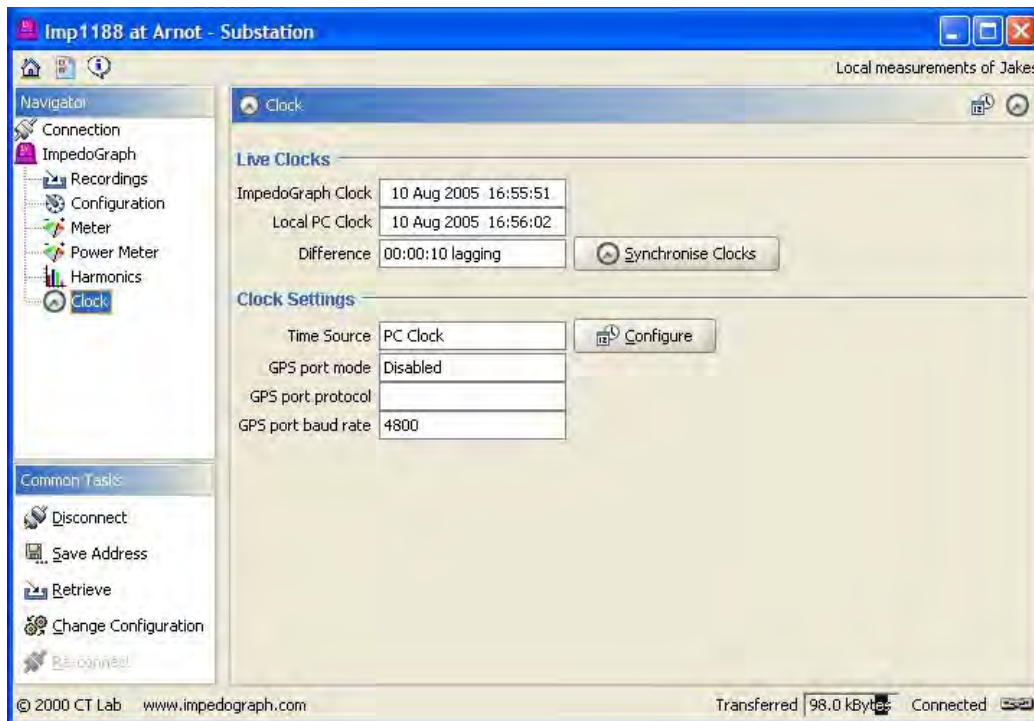 Imp1188 at Arnot - Substation
Local measurements of Jakes
Navigator
Connection
ImpedoGraph
Recordings
Configuration
Meter
Power Meter
Harmonics
Clock
Common Tasks
Disconnect
Save Address
Retrieve
Change Configuration
Re-connect
Clock
Live Clocks
ImpedoGraph Clock 10 Aug 2005 16:55:51
Local PC Clock 10 Aug 2005 16:56:02
Difference 00:00:10 lagging Synchronise Clocks
Clock Settings
Time Source PC Clock Configure
GPS port mode Disabled
GPS port protocol
GPS port baud rate 4800
© 2000 CT Lab www.impedograph.com Transferred 98.0 kBytes Connected